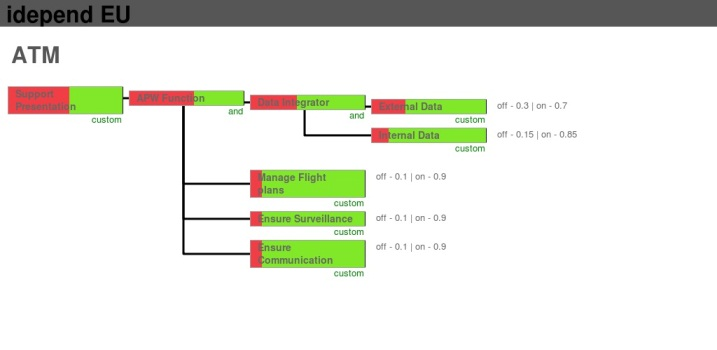 idepend EU
ATM
Support
Presentation
custom
APW Function
and
Data Integrator
and
External Data
custom
off - 0.3 | on - 0.7
Internal Data
custom
off - 0.15 | on - 0.85
Manage Flight
plans
custom
off - 0.1 | on - 0.9
Ensure Surveillance
custom
off - 0.1 | on - 0.9
Ensure
Communication
custom
off - 0.1 | on - 0.9